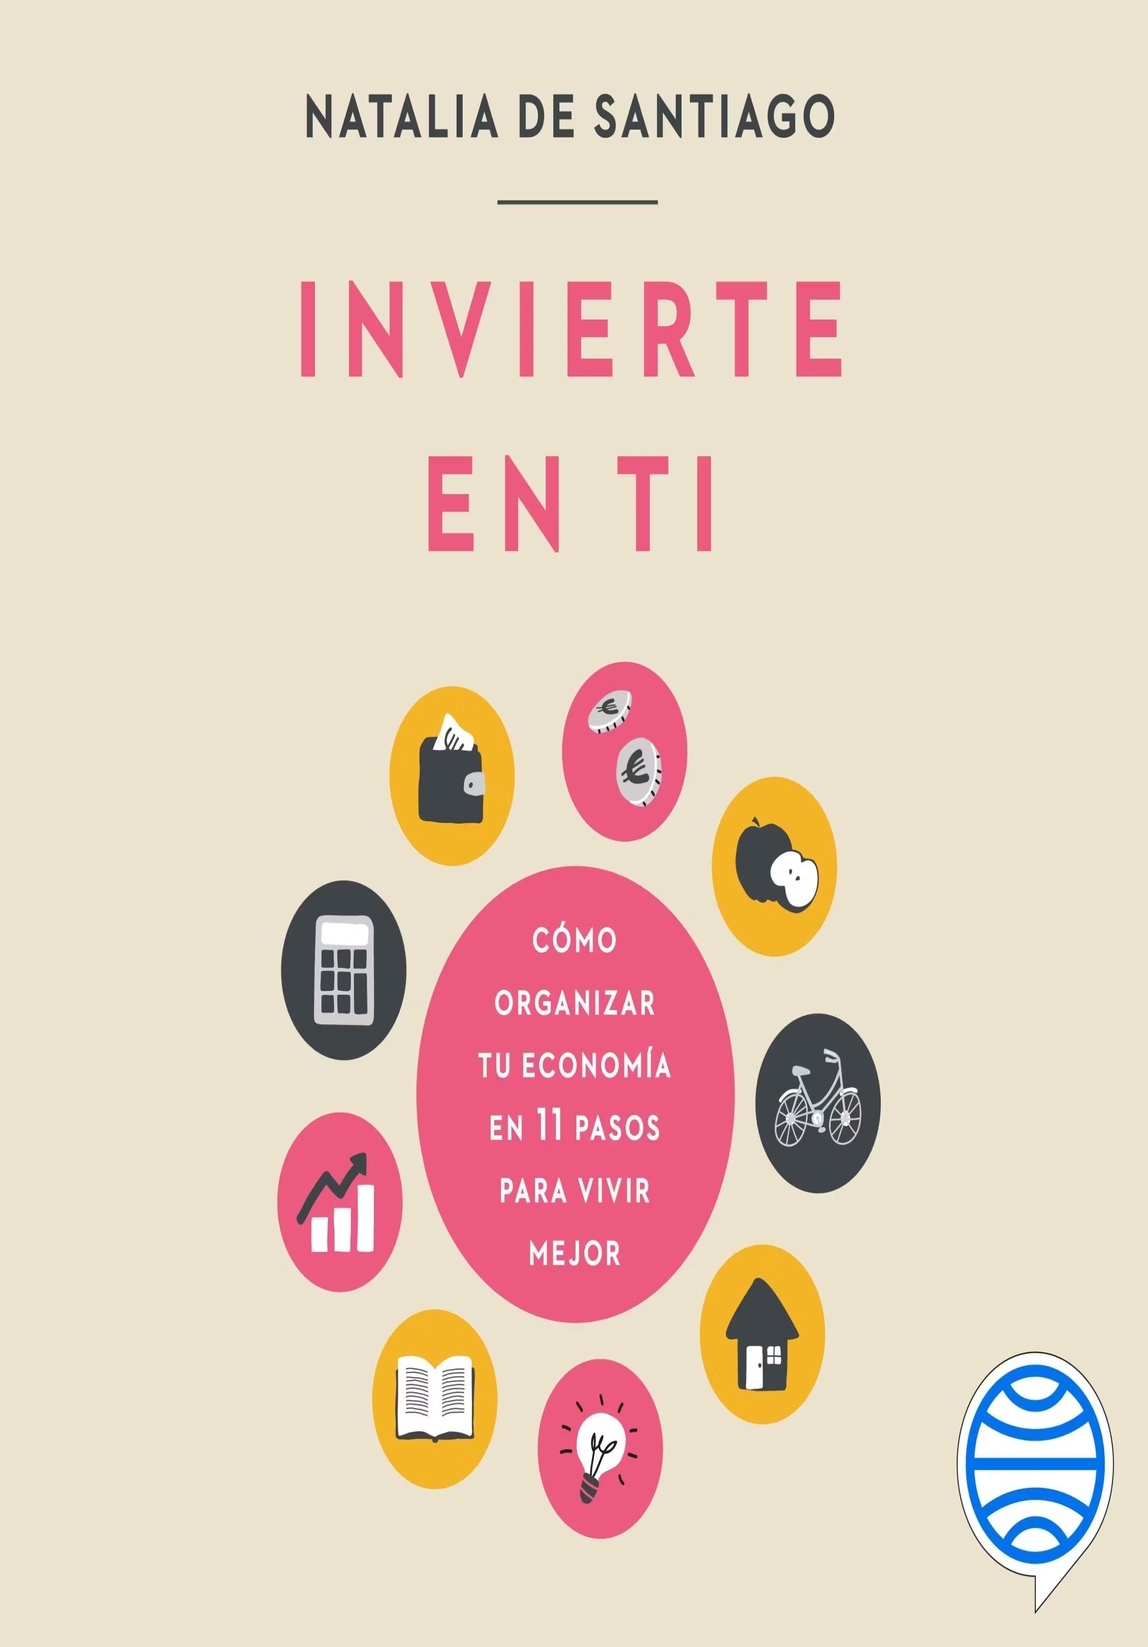 NATALIA DE SANTIAGO
INVIERTE
EN TI
CÓMO
ORGANIZAR
TU ECONOMÍA
EN 11 PASOS
PARA VIVIR
MEJOR